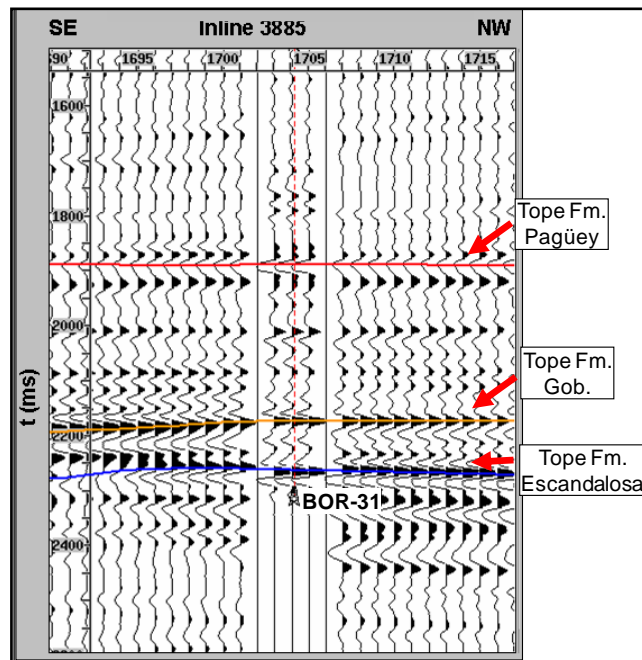 SE Inline 3885 NW
90 1695 1700 1705 1710 1715
1600
1800
Tope Fm.
Pagüey
2000
t (ms)
Tope Fm.
Gob.
2200
Tope Fm.
Escandalosa
BOR-31
2400